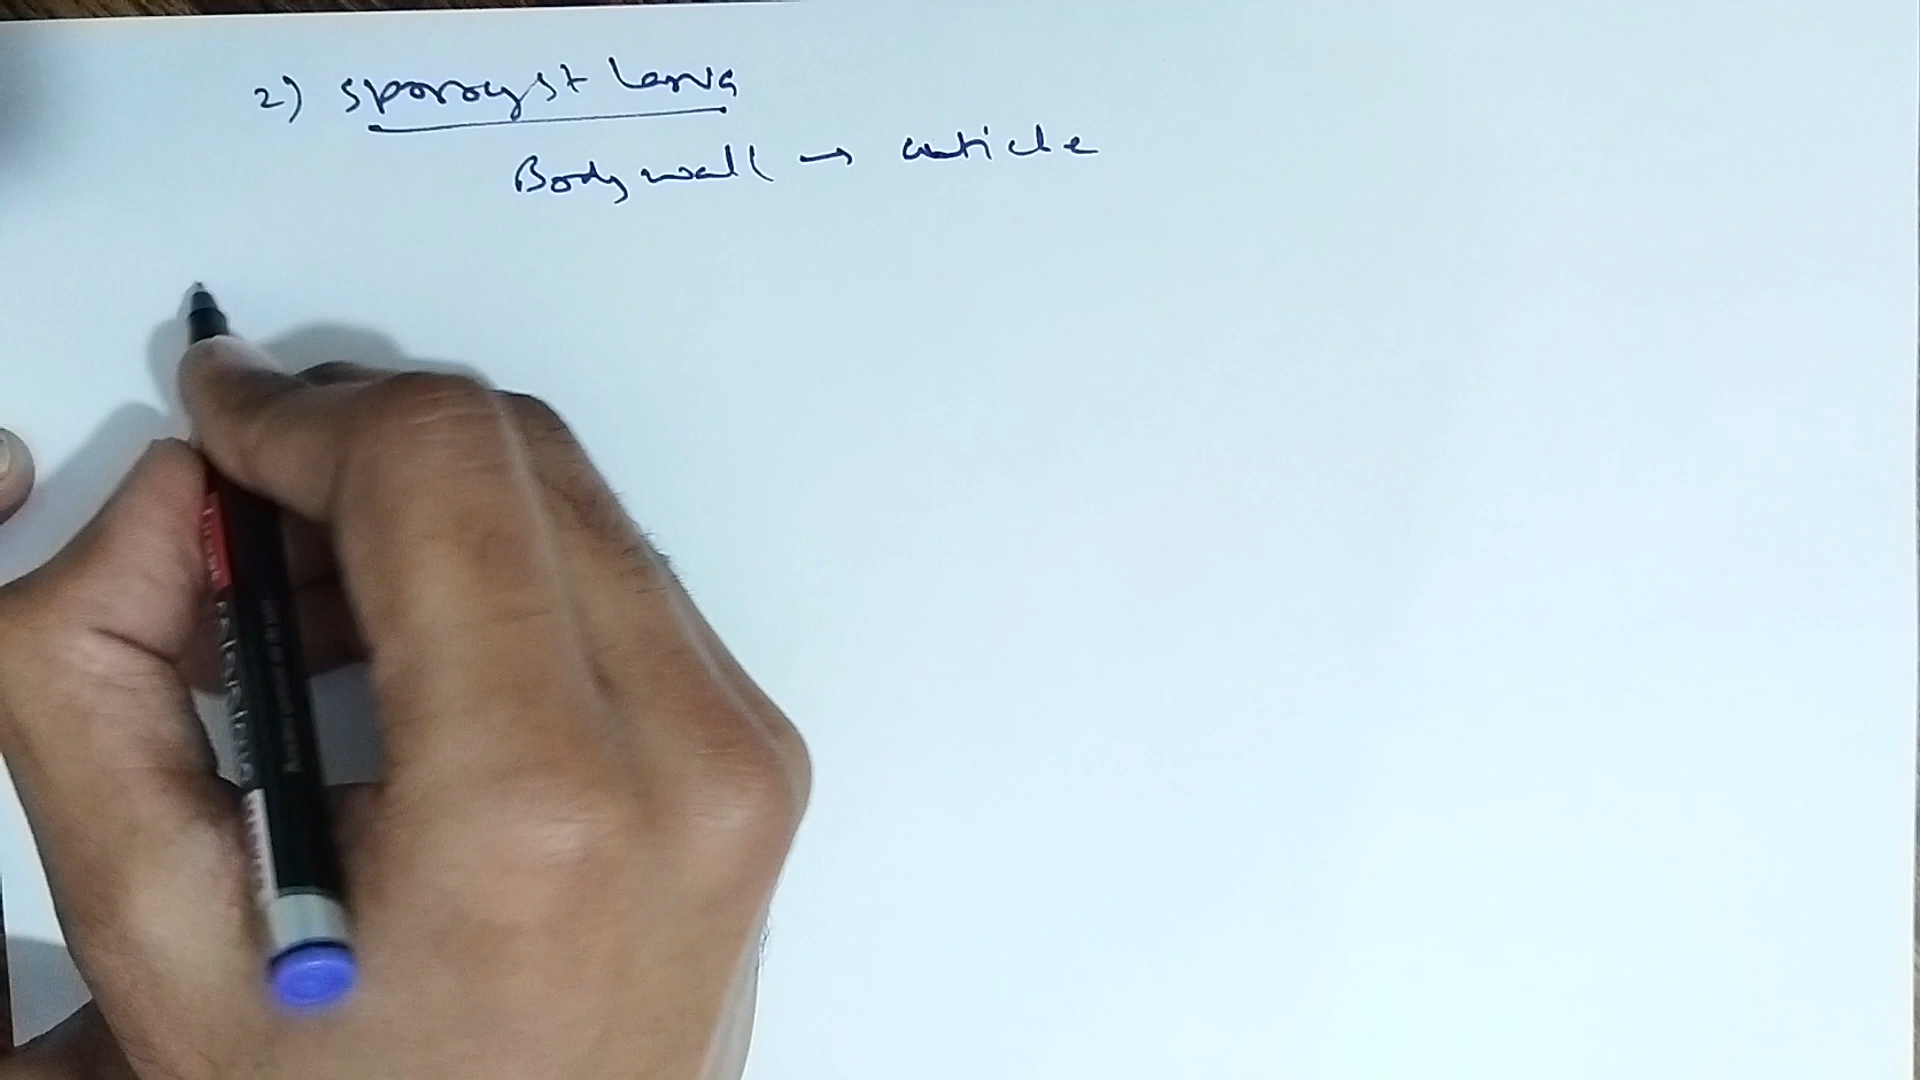 2) Sporocyst Larva
Body wall → cuticle